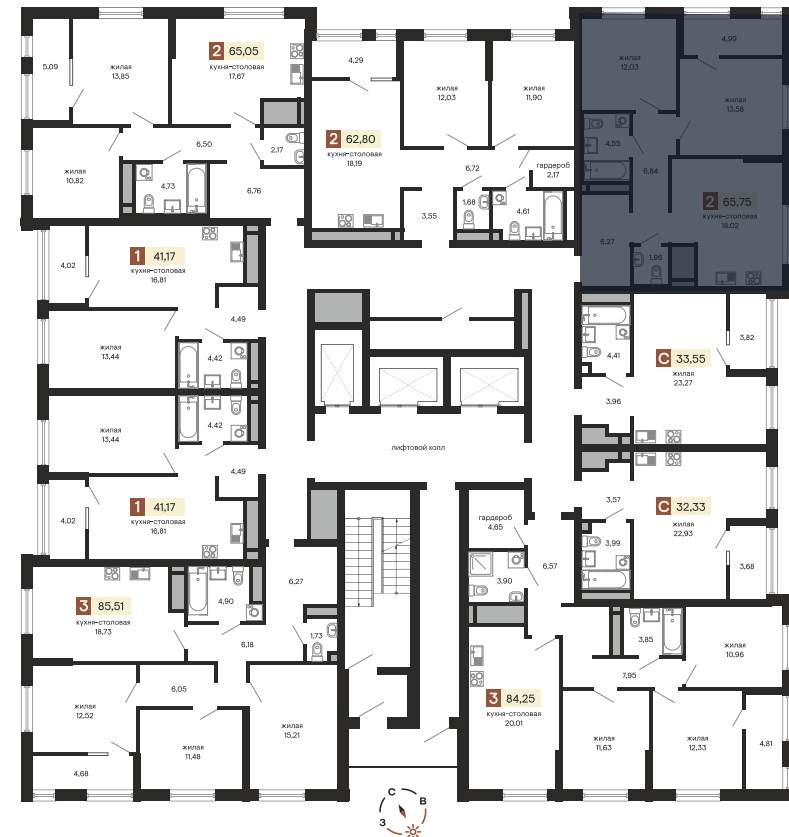 2 65,05
кухня-столовая
17,67
5,09
жилая
13,85
жилая
10,82
6,50
2,17
4,73
6,76
4,29
2 62,80
кухня-столовая
18,19
жилая
12,03
жилая
11,90
6,72
гардероб
2,17
3,55
1,68
4,61
жилая
12,03
4,99
жилая
13,58
4,55
6,84
2 65,75
кухня-столовая
18,02
6,27
1,96
1 41,17
кухня-столовая
16,81
4,02
4,49
жилая
13,44
4,42
жилая
13,44
4,42
4,49
1 41,17
кухня-столовая
16,81
4,02
лифтовой холл
4,41
С 33,55
жилая
23,27
3,82
3,96
3,57
С 32,33
жилая
22,93
3,99
3,68
3 85,51
кухня-столовая
18,73
4,90
6,27
1,73
6,18
6,05
жилая
12,52
жилая
11,48
жилая
15,21
4,68
гардероб
4,65
6,57
3,90
3 84,25
кухня-столовая
20,01
3,85
7,95
жилая
10,96
жилая
11,63
жилая
12,33
4,81
С
В
З